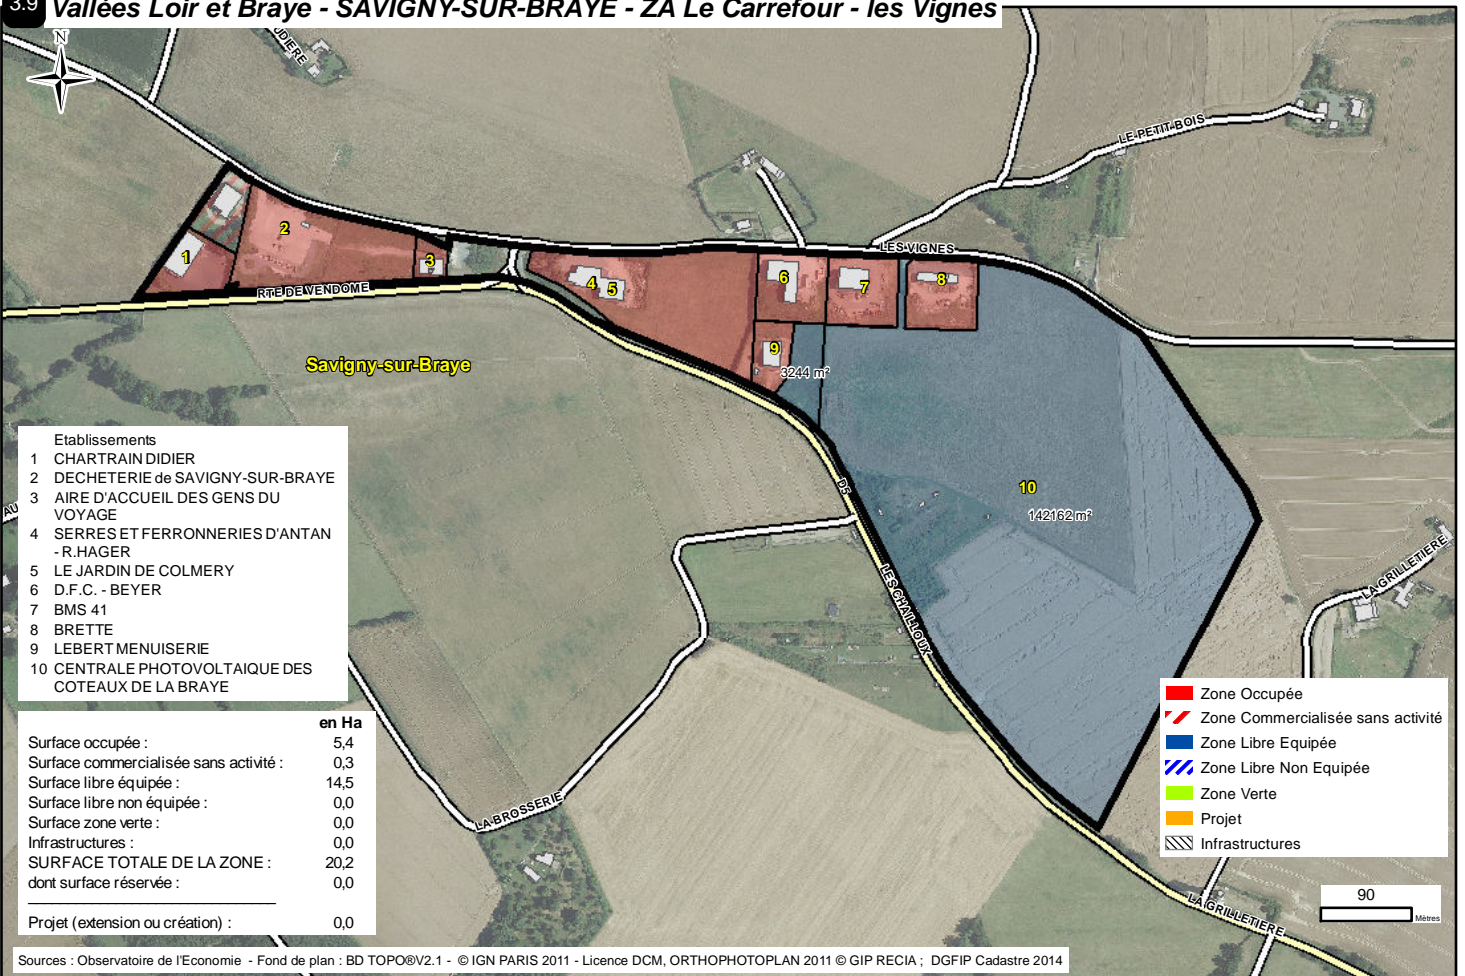 3.9 Vallées Loir et Braye - SAVIGNY-SUR-BRAYE - ZA Le Carrefour - les Vignes
N
UDIERE
LE PETIT BOIS
LES VIGNES
RTE DE VENDOME
1
2
3
4
5
6
7
8
9
3244 m²
Savigny-sur-Braye
10
142162 m²
D5
LES CHAILLOUX
LA GRILLETIERE
LA BROSSERIE
LA GRILLETIERE
AU
Etablissements
1 CHARTRAIN DIDIER
2 DECHETERIE de SAVIGNY-SUR-BRAYE
3 AIRE D'ACCUEIL DES GENS DU
VOYAGE
4 SERRES ET FERRONNERIES D'ANTAN
- R.HAGER
5 LE JARDIN DE COLMERY
6 D.F.C. - BEYER
7 BMS 41
8 BRETTE
9 LEBERT MENUISERIE
10 CENTRALE PHOTOVOLTAIQUE DES
COTEAUX DE LA BRAYE
en Ha
Surface occupée : 5,4
Surface commercialisée sans activité : 0,3
Surface libre équipée : 14,5
Surface libre non équipée : 0,0
Surface zone verte : 0,0
Infrastructures : 0,0
SURFACE TOTALE DE LA ZONE : 20,2
dont surface réservée : 0,0
Projet (extension ou création) : 0,0
Zone Occupée
Zone Commercialisée sans activité
Zone Libre Equipée
Zone Libre Non Equipée
Zone Verte
Projet
Infrastructures
90
Mètres
Sources : Observatoire de l'Economie - Fond de plan : BD TOPO®V2.1 - © IGN PARIS 2011 - Licence DCM, ORTHOPHOTOPLAN 2011 © GIP RECIA ; DGFIP Cadastre 2014